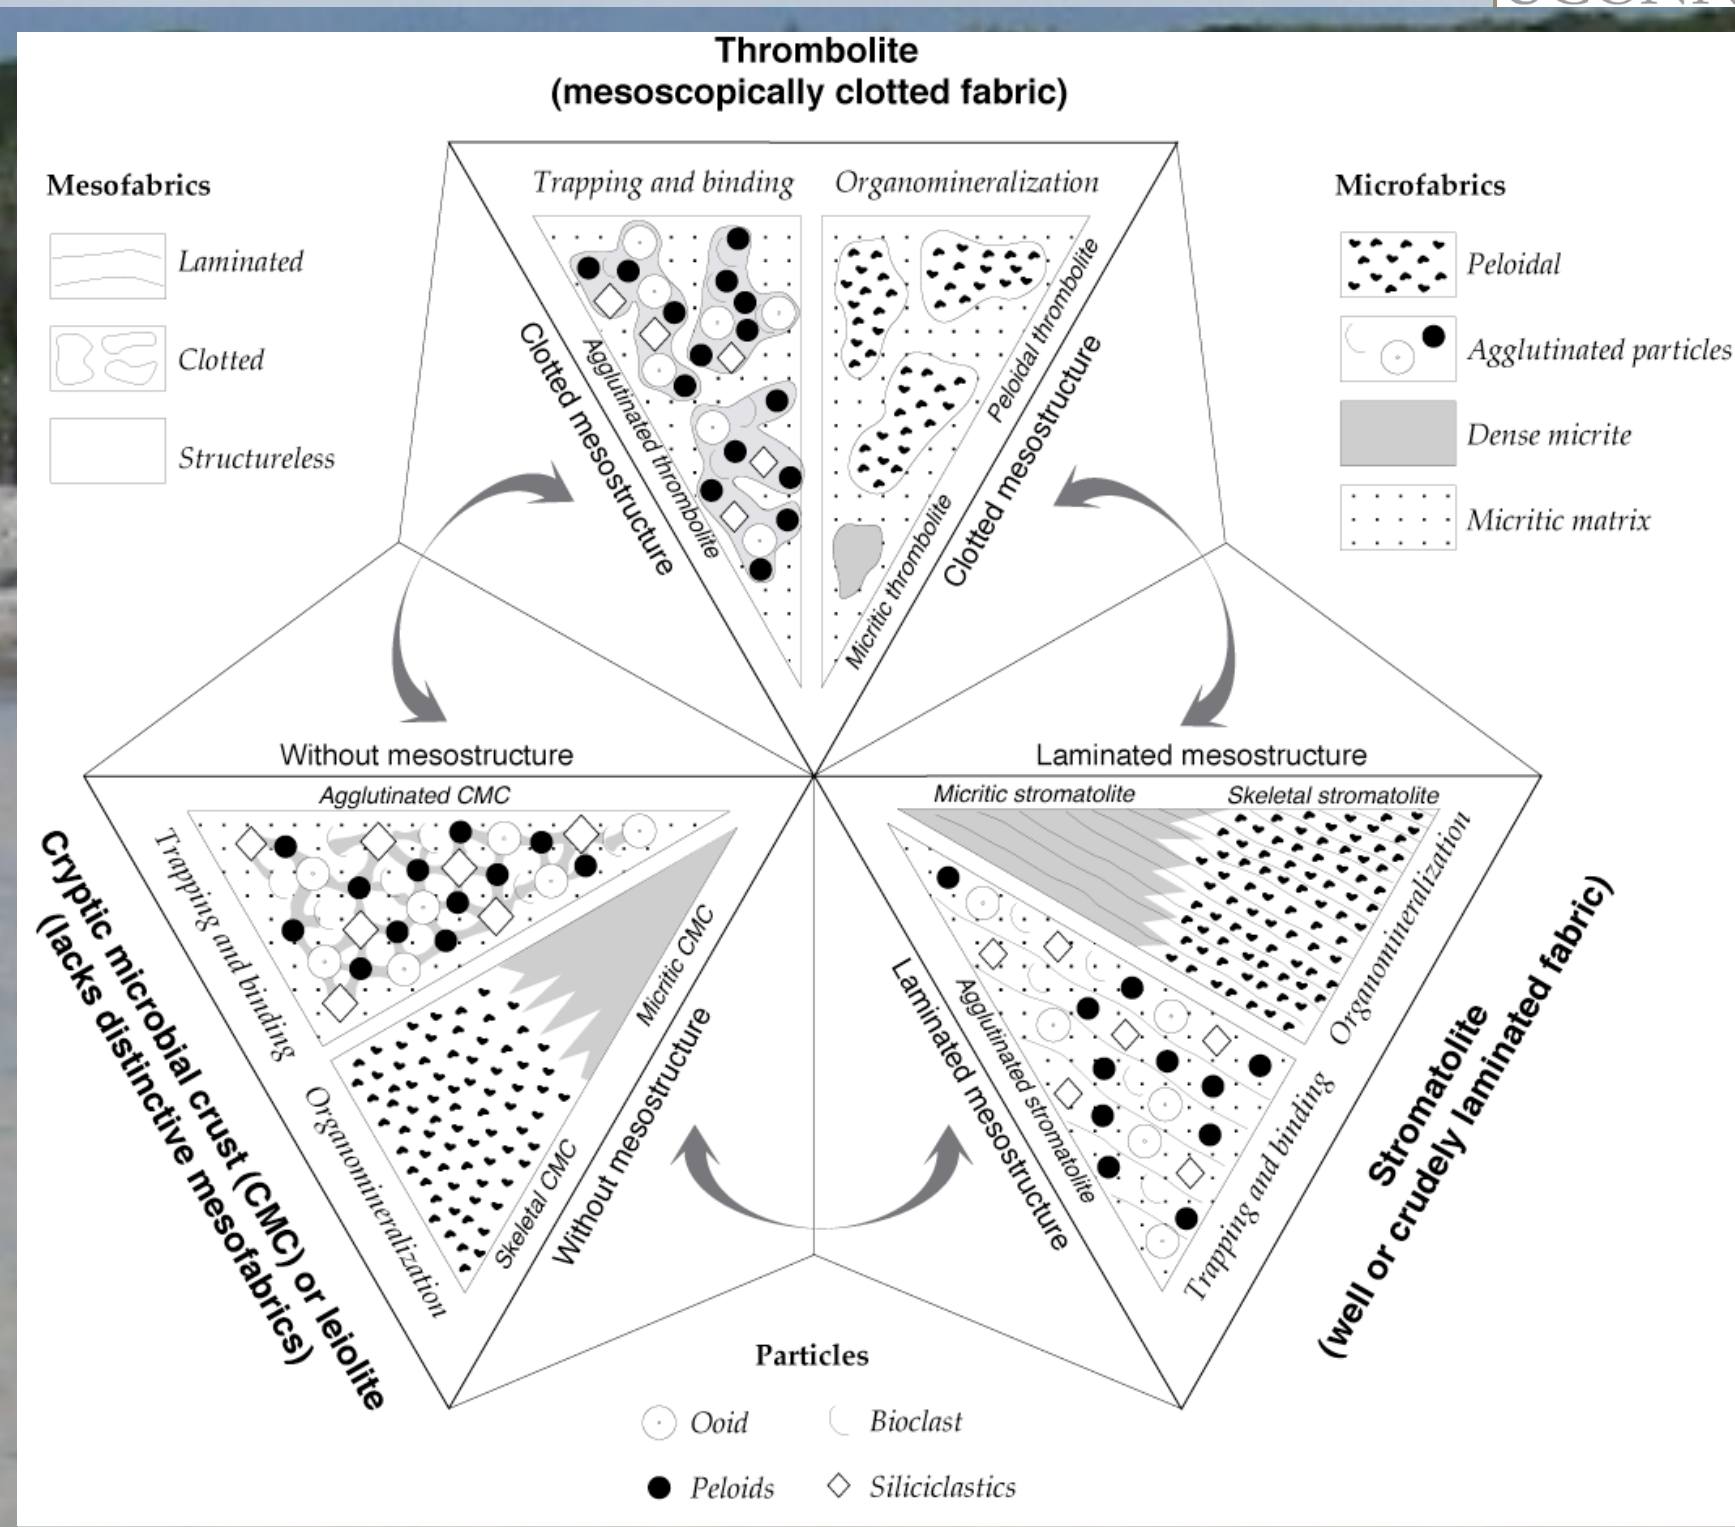 Thrombolite
(mesoscopically clotted fabric)
Mesofabrics
Laminated
Clotted
Structureless
Microfabrics
Peloidal
Agglutinated particles
Dense micrite
Micritic matrix
Trapping and binding
Organomineralization
Clotted mesostructure
Agglutinated thrombolite
Peloidal thrombolite
Micritic thrombolite
Clotted mesostructure
Without mesostructure
Agglutinated CMC
Trapping and binding
Cryptic microbial crust (CMC) or leiolite
(lacks distinctive mesofabrics)
Organomineralization
Micritic CMC
Skeletal CMC
Without mesostructure
Laminated mesostructure
Micritic stromatolite
Skeletal stromatolite
Organomineralization
Laminated mesostructure
Agglutinated stromatolite
Trapping and binding
Stromatolite
(well or crudely laminated fabric)
Particles
Ooid
Bioclast
Peloids
Siliciclastics